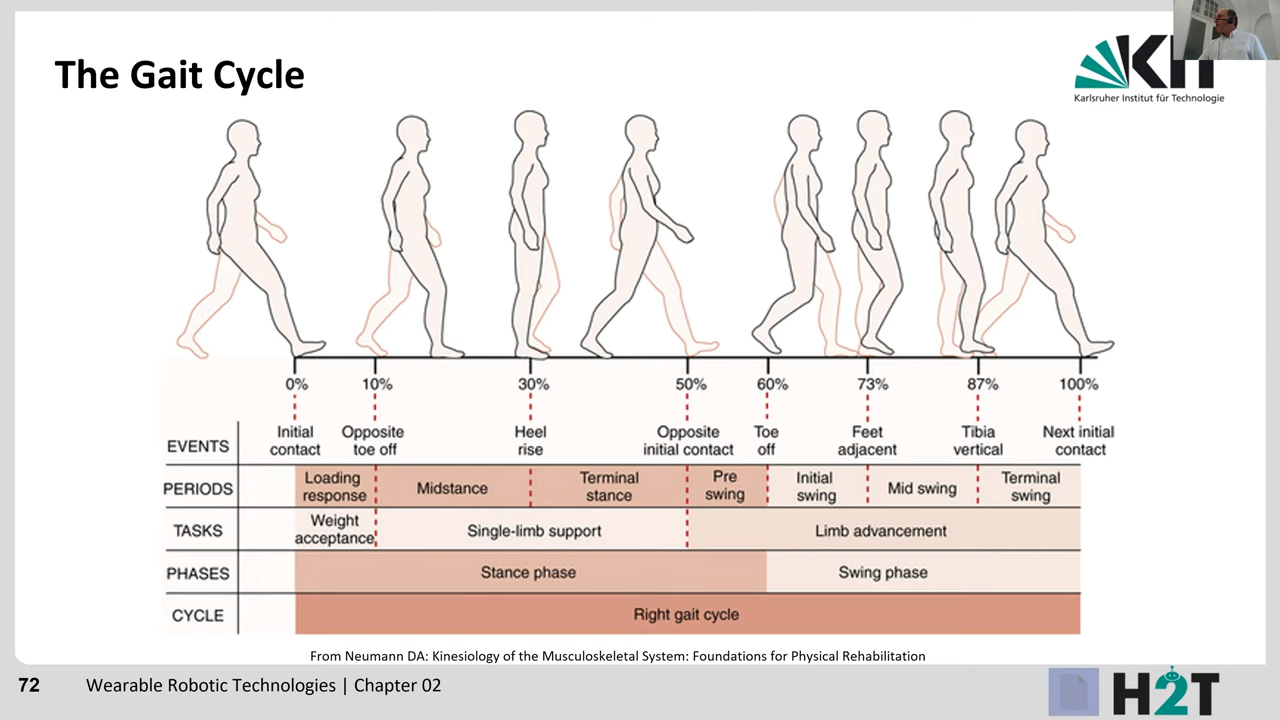 The Gait Cycle
KIT
Karlsruher Institut für Technologie
0%
10%
30%
50%
60%
73%
87%
100%
EVENTS
Initial
contact
Opposite
toe off
Heel
rise
Opposite
initial contact
Toe
off
Feet
adjacent
Tibia
vertical
Next initial
contact
PERIODS
Loading
response
Midstance
Terminal
stance
Pre
swing
Initial
swing
Mid swing
Terminal
swing
TASKS
Weight
acceptance
Single-limb support
Limb advancement
PHASES
Stance phase
Swing phase
CYCLE
Right gait cycle
From Neumann DA: Kinesiology of the Musculoskeletal System: Foundations for Physical Rehabilitation
72
Wearable Robotic Technologies | Chapter 02
H2T